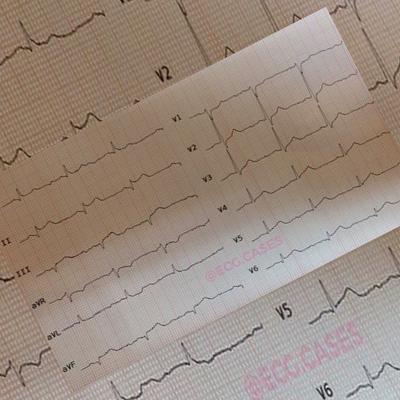 V2
V1
V2
V3
II
V4
III
V5
@ECG.CASES
aVR
V6
aVL
aVF
V5
@ECG:CASES
V6